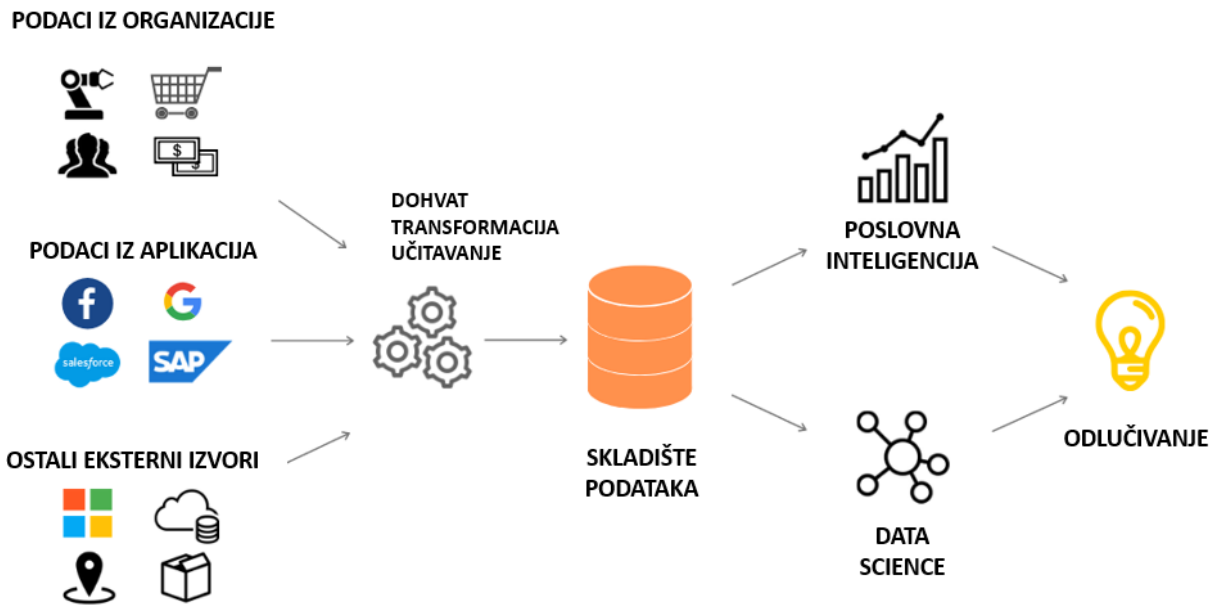 PODACI IZ ORGANIZACIJE
$
$
DOHVAT
TRANSFORMACIJA
UČITAVANJE
PODACI IZ APLIKACIJA
f
G
salesforce
SAP
OSTALI EKSTERNI IZVORI
SKLADIŠTE
PODATAKA
POSLOVNA
INTELIGENCIJA
DATA
SCIENCE
ODLUČIVANJE